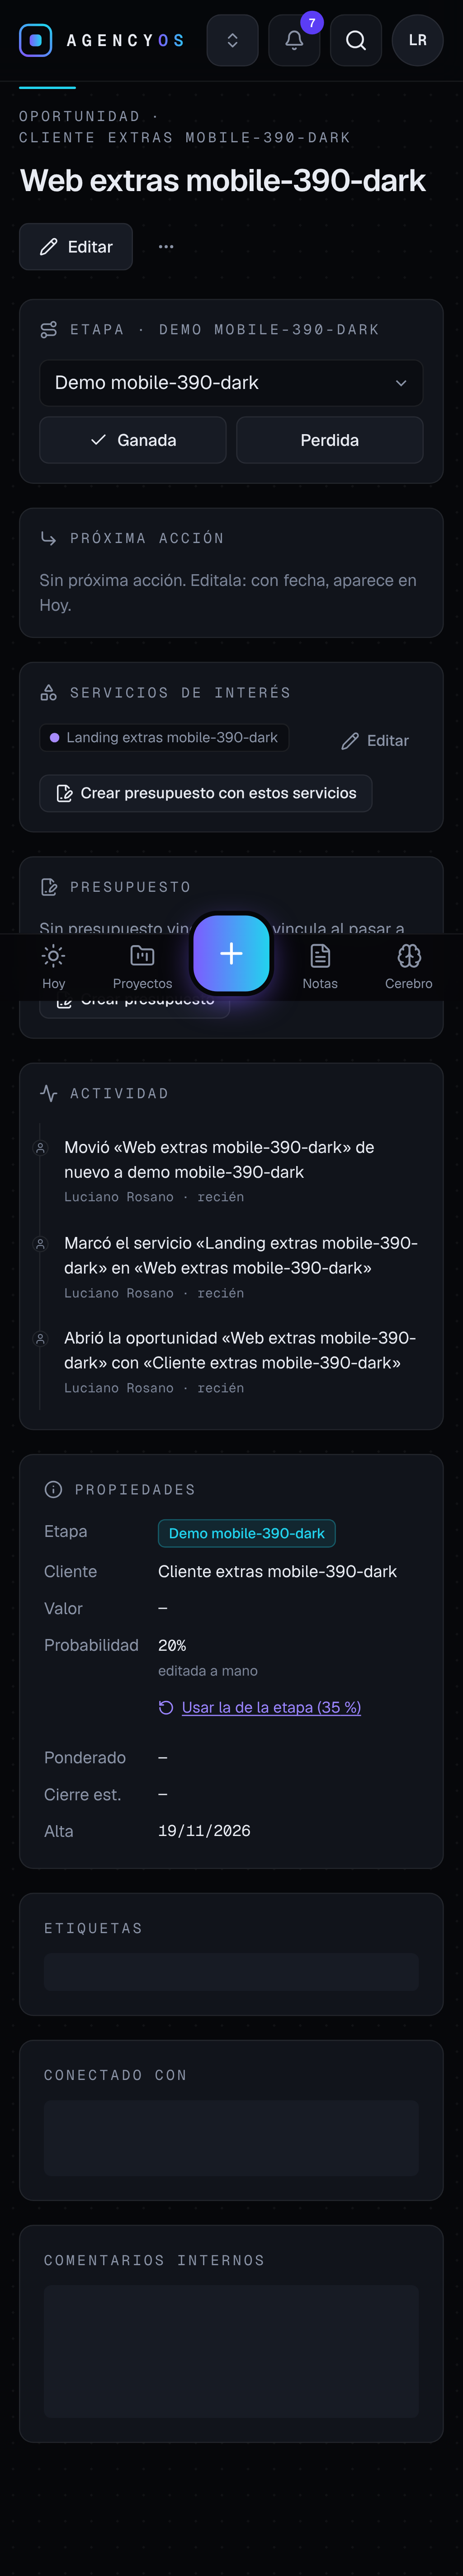 AGENCYOS
7
LR
OPORTUNIDAD ·
CLIENTE EXTRAS MOBILE-390-DARK
Web extras mobile-390-dark
Editar
ETAPA · DEMO MOBILE-390-DARK
Demo mobile-390-dark
Ganada
Perdida
PRÓXIMA ACCIÓN
Sin próxima acción. Editala: con fecha, aparece en
Hoy.
SERVICIOS DE INTERÉS
Landing extras mobile-390-dark
Editar
Crear presupuesto con estos servicios
PRESUPUESTO
Sin presupuesto vincula al pasar a
Hoy
Proyectos
Notas
Cerebro
Crear presupuesto
ACTIVIDAD
Movió «Web extras mobile-390-dark» de
nuevo a demo mobile-390-dark
Luciano Rosano · recién
Marcó el servicio «Landing extras mobile-390-
dark» en «Web extras mobile-390-dark»
Luciano Rosano · recién
Abrió la oportunidad «Web extras mobile-390-
dark» con «Cliente extras mobile-390-dark»
Luciano Rosano · recién
PROPIEDADES
Etapa
Demo mobile-390-dark
Cliente
Cliente extras mobile-390-dark
Valor
—
Probabilidad
20%
editada a mano
Usar la de la etapa (35 %)
Ponderado
—
Cierre est.
—
Alta
19/11/2026
ETIQUETAS
CONECTADO CON
COMENTARIOS INTERNOS